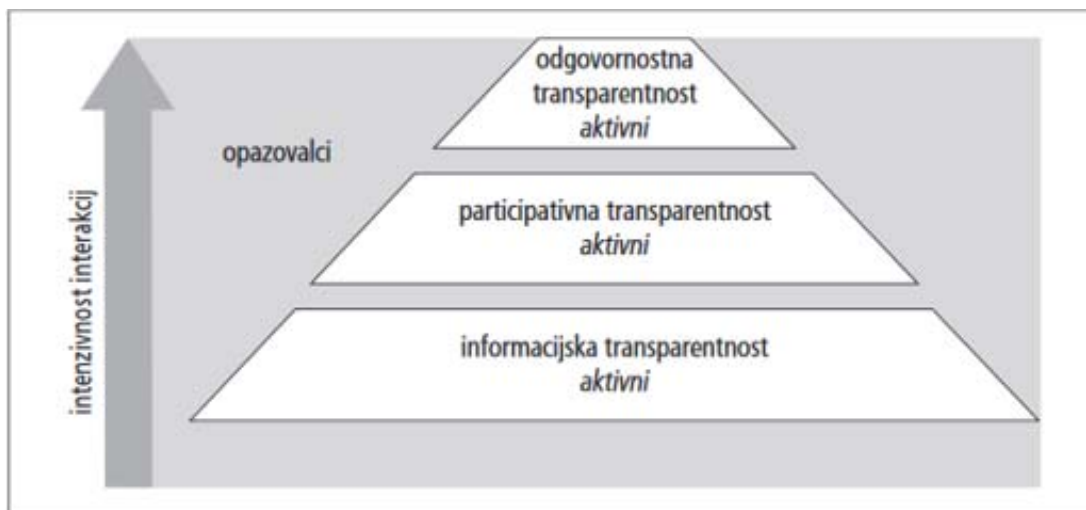 odgovornostna
transparentnost
aktivni
opazovalci
participativna transparentnost
aktivni
informacijska transparentnost
aktivni
intenzivnost interakcij